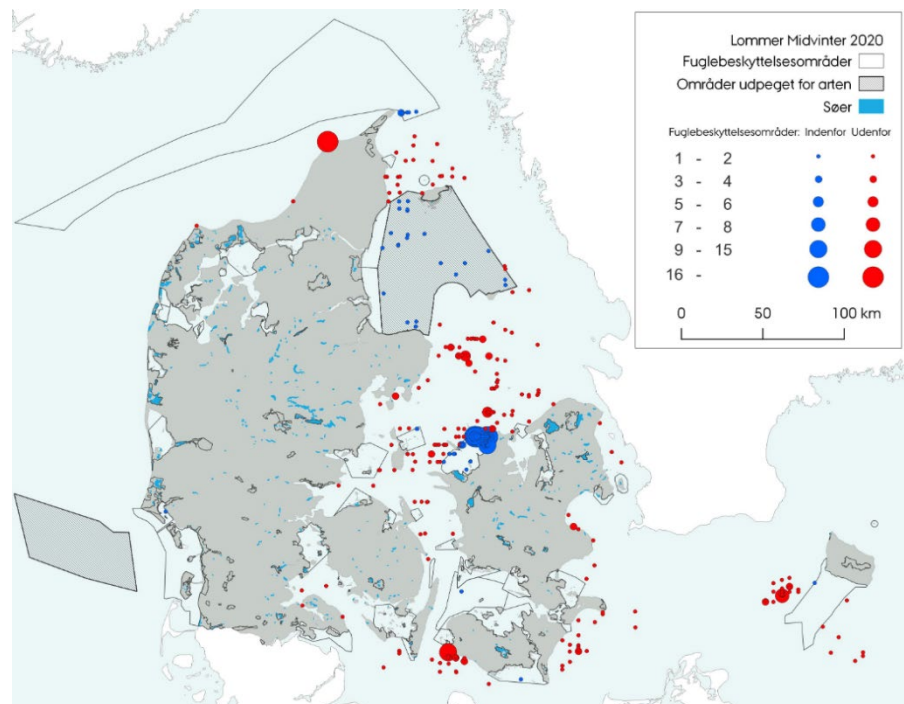 Lommer Midvinter 2020
Fuglebeskyttelsesområder
Områder udpeget for arten
Søer
Fuglebeskyttelsesområder: Indenfor Udenfor
1 - 2
3 - 4
5 - 6
7 - 8
9 - 15
16 -
0 50 100 km